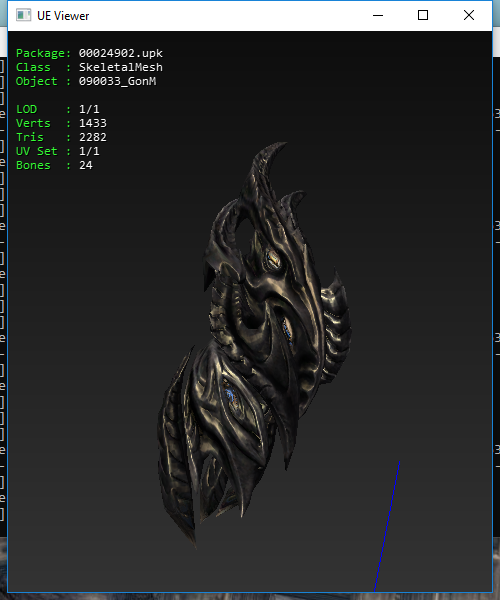 UE Viewer
Package: 00024902.upk
Class : SkeletalMesh
Object : 090033_GonM
LOD : 1/1
Verts : 1433
Tris : 2282
UV Set : 1/1
Bones : 24